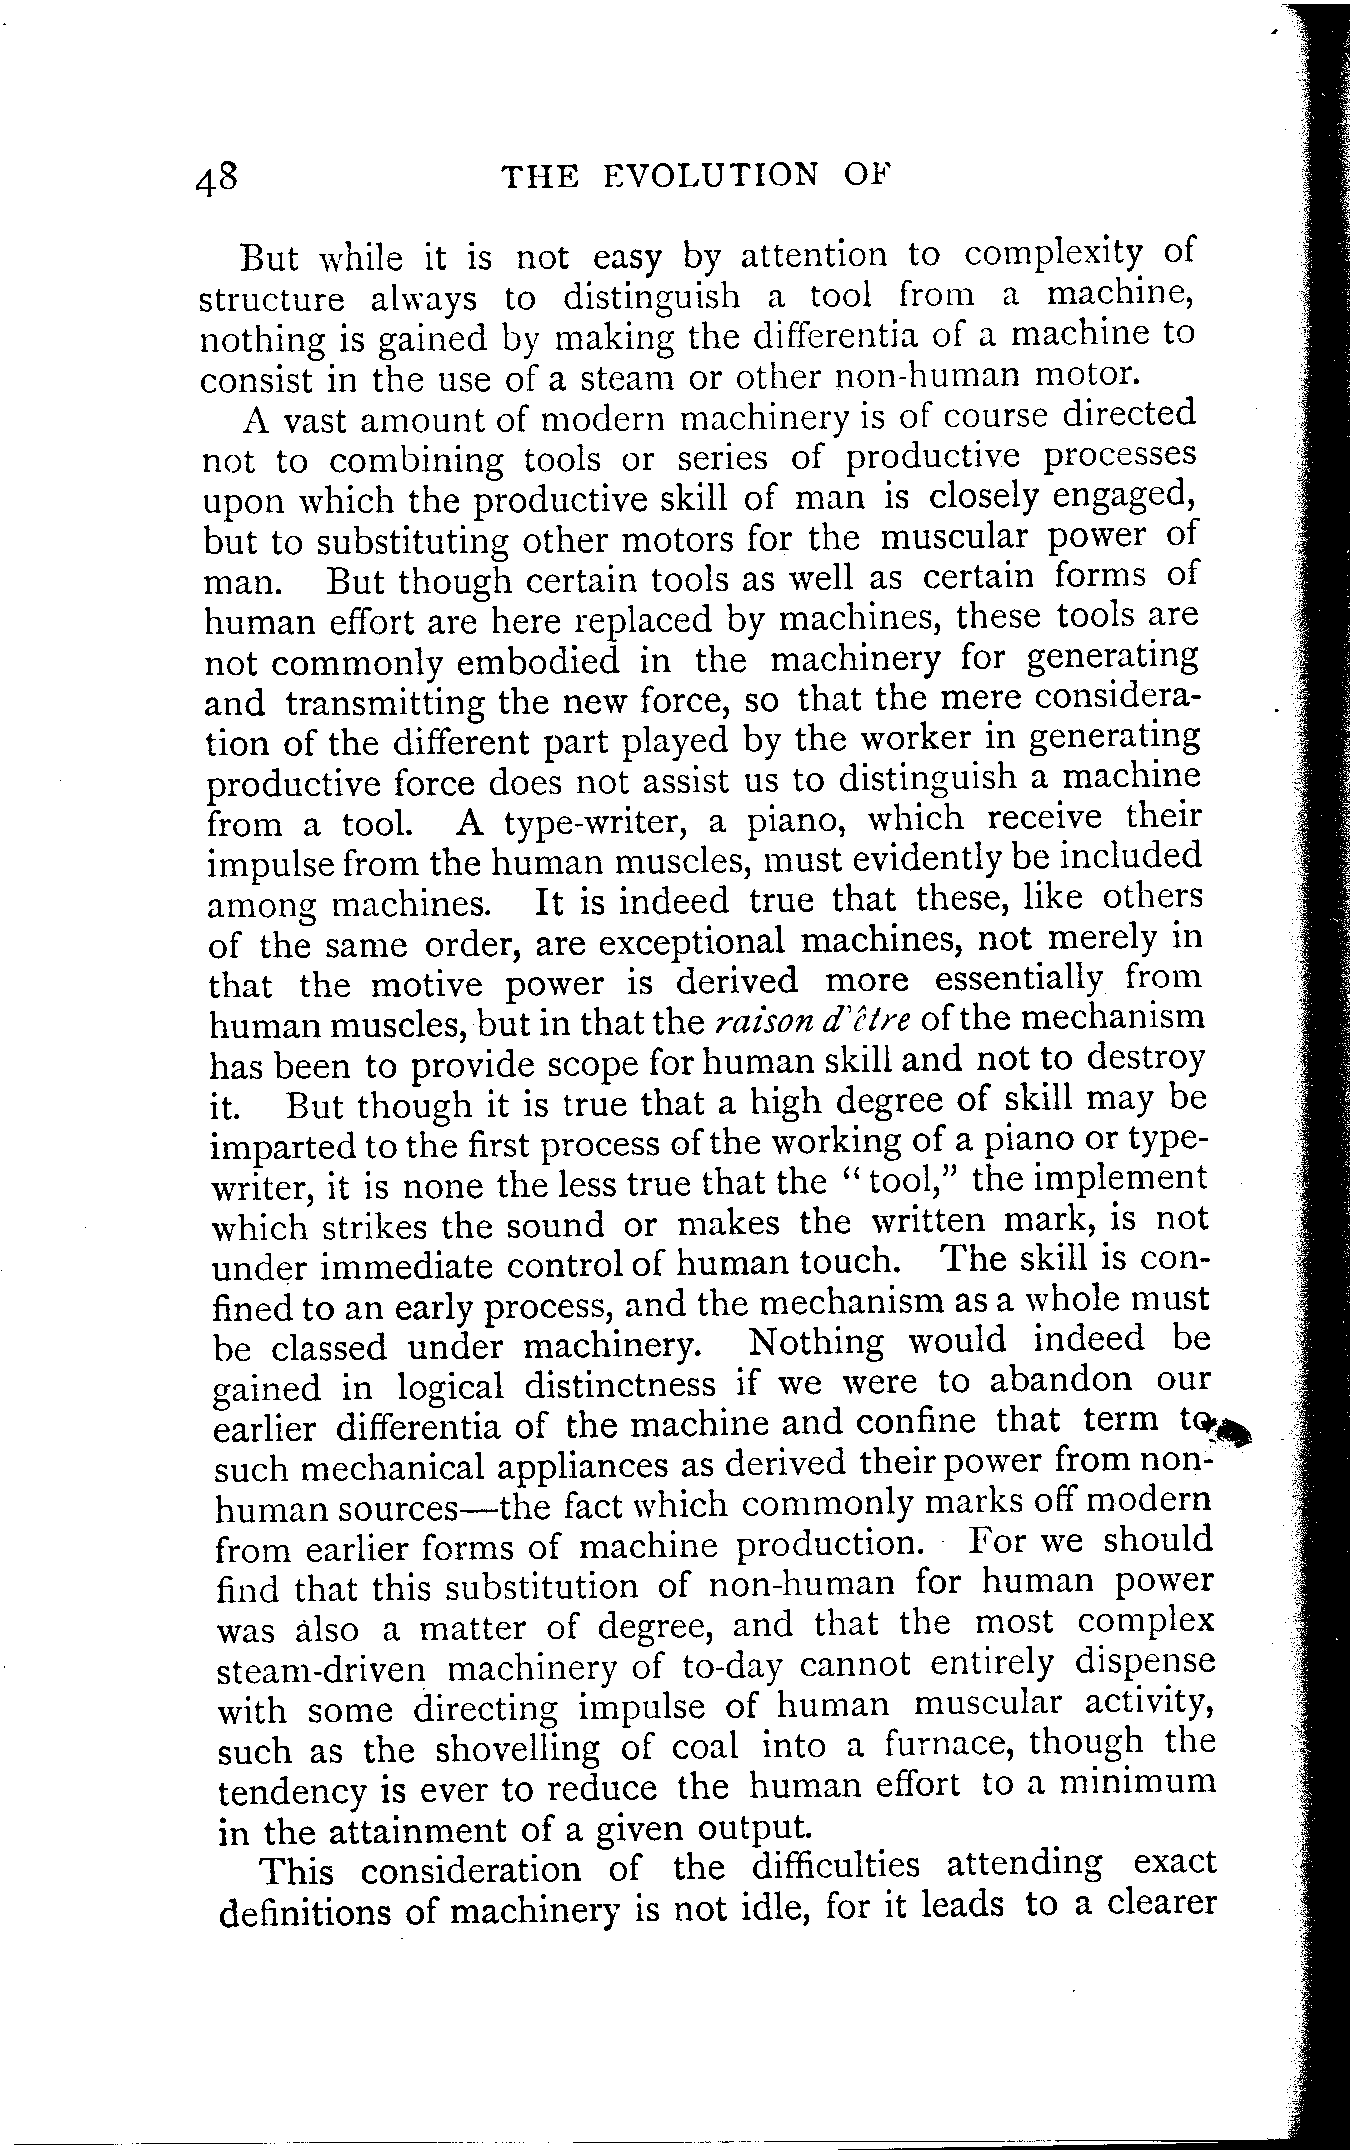 48 THE EVOLUTION OF
But while it is not easy by attention to complexity of
structure always to distinguish a tool from a machine,
nothing is gained by making the differentia of a machine to
consist in the use of a steam or other non-human motor.
A vast amount of modern machinery is of course directed
not to combining tools or series of productive processes
upon which the productive skill of man is closely engaged,
but to substituting other motors for the muscular power of
man. But though certain tools as well as certain forms of
human effort are here replaced by machines, these tools are
not commonly embodied in the machinery for generating
and transmitting the new force, so that the mere considera-
tion of the different part played by the worker in generating
productive force does not assist us to distinguish a machine
from a tool. A type-writer, a piano, which receive their
impulse from the human muscles, must evidently be included
among machines. It is indeed true that these, like others
of the same order, are exceptional machines, not merely in
that the motive power is derived more essentially from
human muscles, but in that the raison d'être of the mechanism
has been to provide scope for human skill and not to destroy
it. But though it is true that a high degree of skill may be
imparted to the first process of the working of a piano or type-
writer, it is none the less true that the "tool," the implement
which strikes the sound or makes the written mark, is not
under immediate control of human touch. The skill is con-
fined to an early process, and the mechanism as a whole must
be classed under machinery. Nothing would indeed be
gained in logical distinctness if we were to abandon our
earlier differentia of the machine and confine that term to
such mechanical appliances as derived their power from non-
human sources—the fact which commonly marks off modern
from earlier forms of machine production. For we should
find that this substitution of non-human for human power
was also a matter of degree, and that the most complex
steam-driven machinery of to-day cannot entirely dispense
with some directing impulse of human muscular activity,
such as the shovelling of coal into a furnace, though the
tendency is ever to reduce the human effort to a minimum
in the attainment of a given output.
This consideration of the difficulties attending exact
definitions of machinery is not idle, for it leads to a clearer